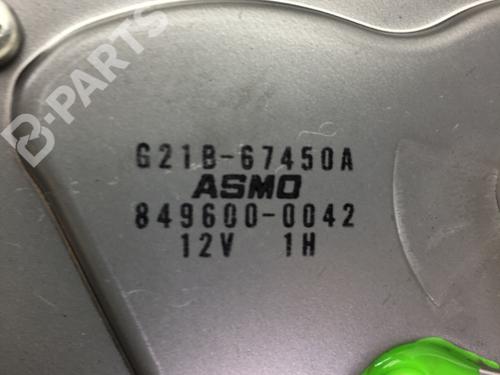 G21B-67450A
ASMO
849600-0042
12V 1H
B-PARTS